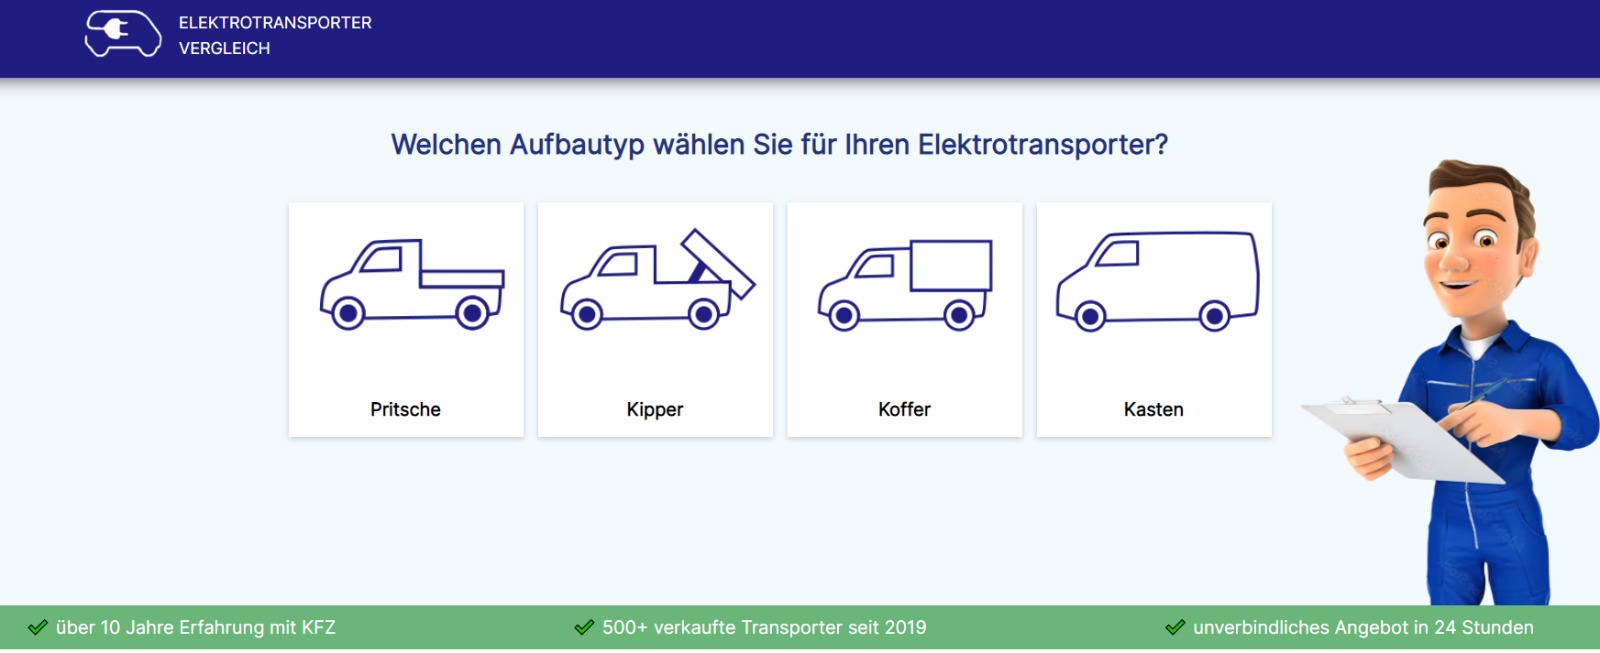 ELEKTROTRANSPORTER
VERGLEICH
Welchen Aufbautyp wählen Sie für Ihren Elektrotransporter?
Pritsche
Kipper
Koffer
Kasten
über 10 Jahre Erfahrung mit KFZ
500+ verkaufte Transporter seit 2019
unverbindliches Angebot in 24 Stunden